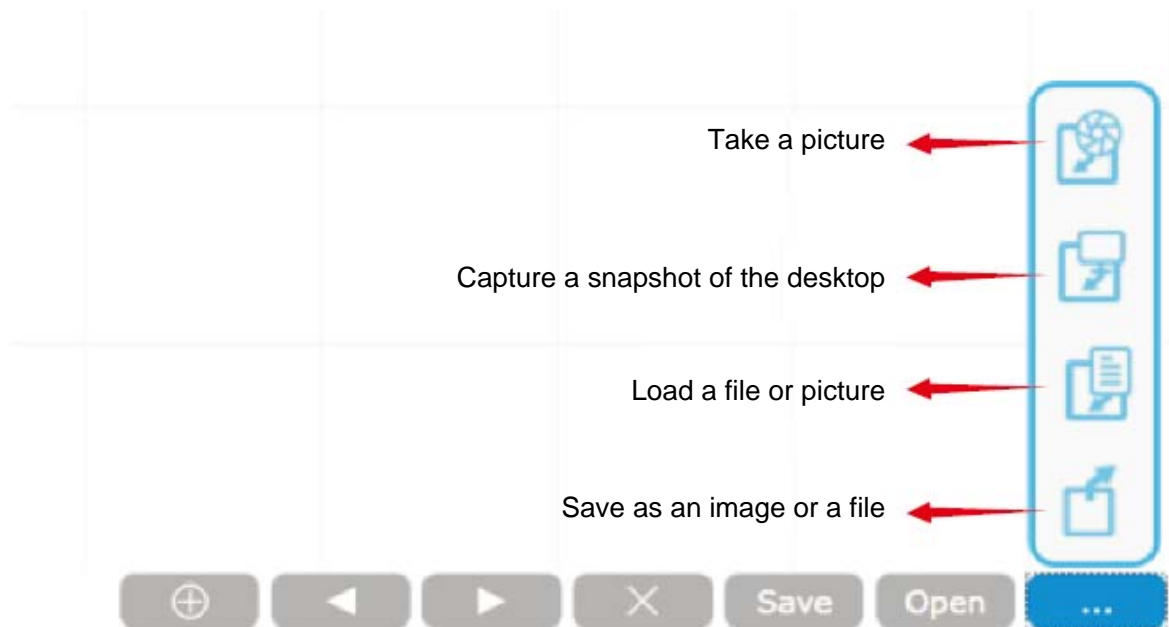 Take a picture
Capture a snapshot of the desktop
Load a file or picture
Save as an image or a file
Save Open ...